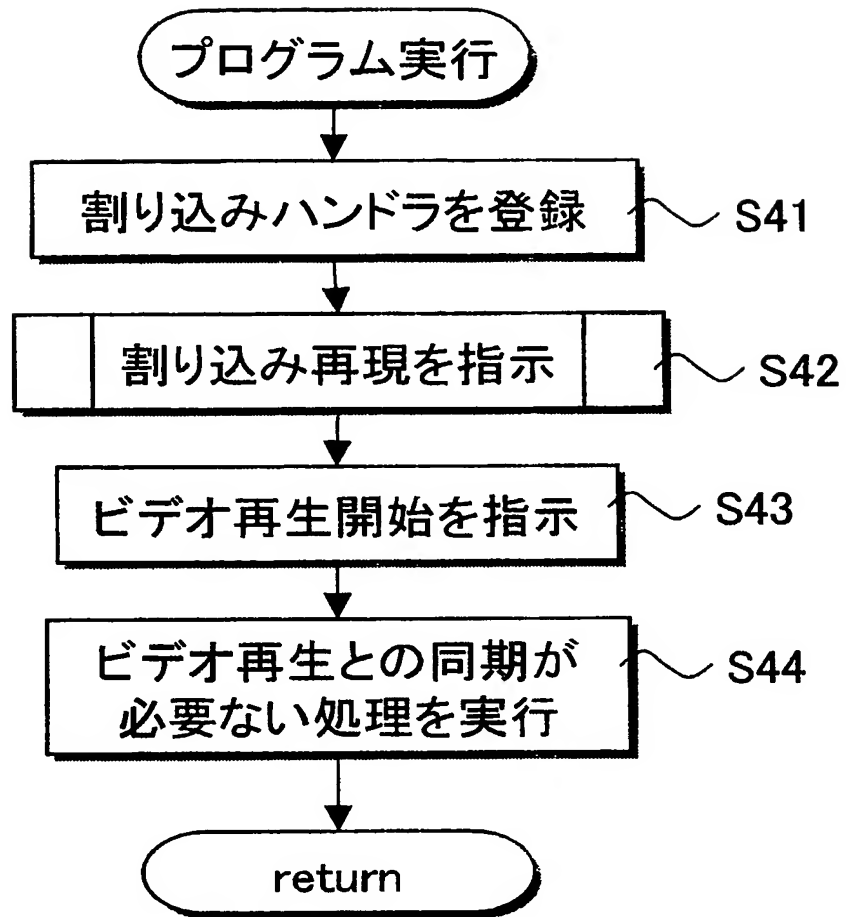 プログラム実行
割り込みハンドラを登録
S41
割り込み再現を指示
S42
ビデオ再生開始を指示
S43
ビデオ再生との同期が
必要ない処理を実行
S44
return